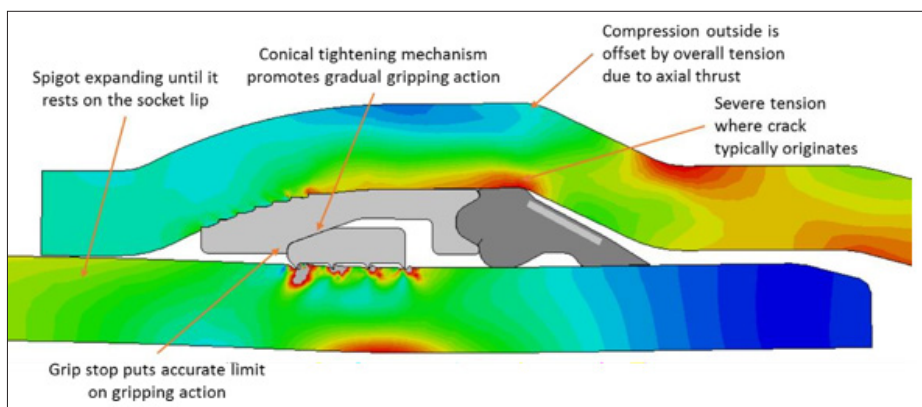 Spigot expanding until it
rests on the socket lip
Conical tightening mechanism
promotes gradual gripping action
Compression outside is
offset by overall tension
due to axial thrust
Severe tension
where crack
typically originates
Grip stop puts accurate limit
on gripping action